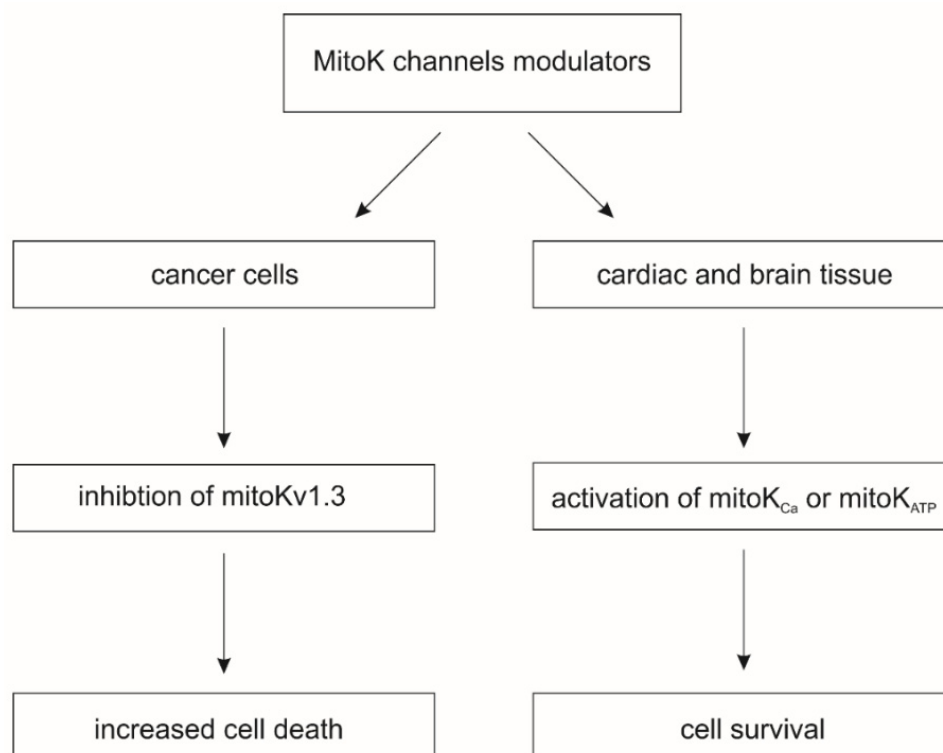 MitoK channels modulators
cancer cells
cardiac and brain tissue
inhibtion of mitoKv1.3
activation of mitoKCa or mitoKATP
increased cell death
cell survival